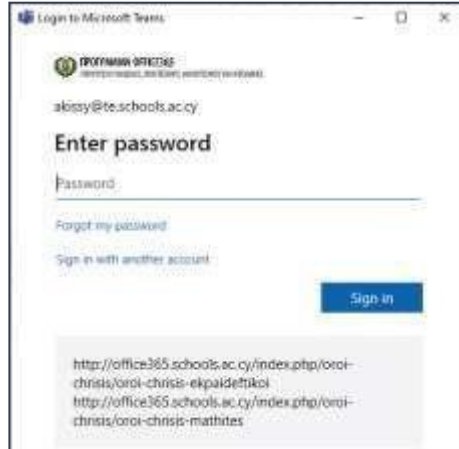 Login to Microsoft Teams
ΠΡΟΓΡΑΜΜΑ OFFICE365
akissy@te.schools.ac.cy
Enter password
Password
Forgot my password
Sign in with another account
Sign in
http://office365.schools.ac.cy/index.php/oroi-
chrisis/oroi-chrisis-ekpaideftikoi
http://office365.schools.ac.cy/index.php/oroi-
chrisis/oroi-chrisis-mathites